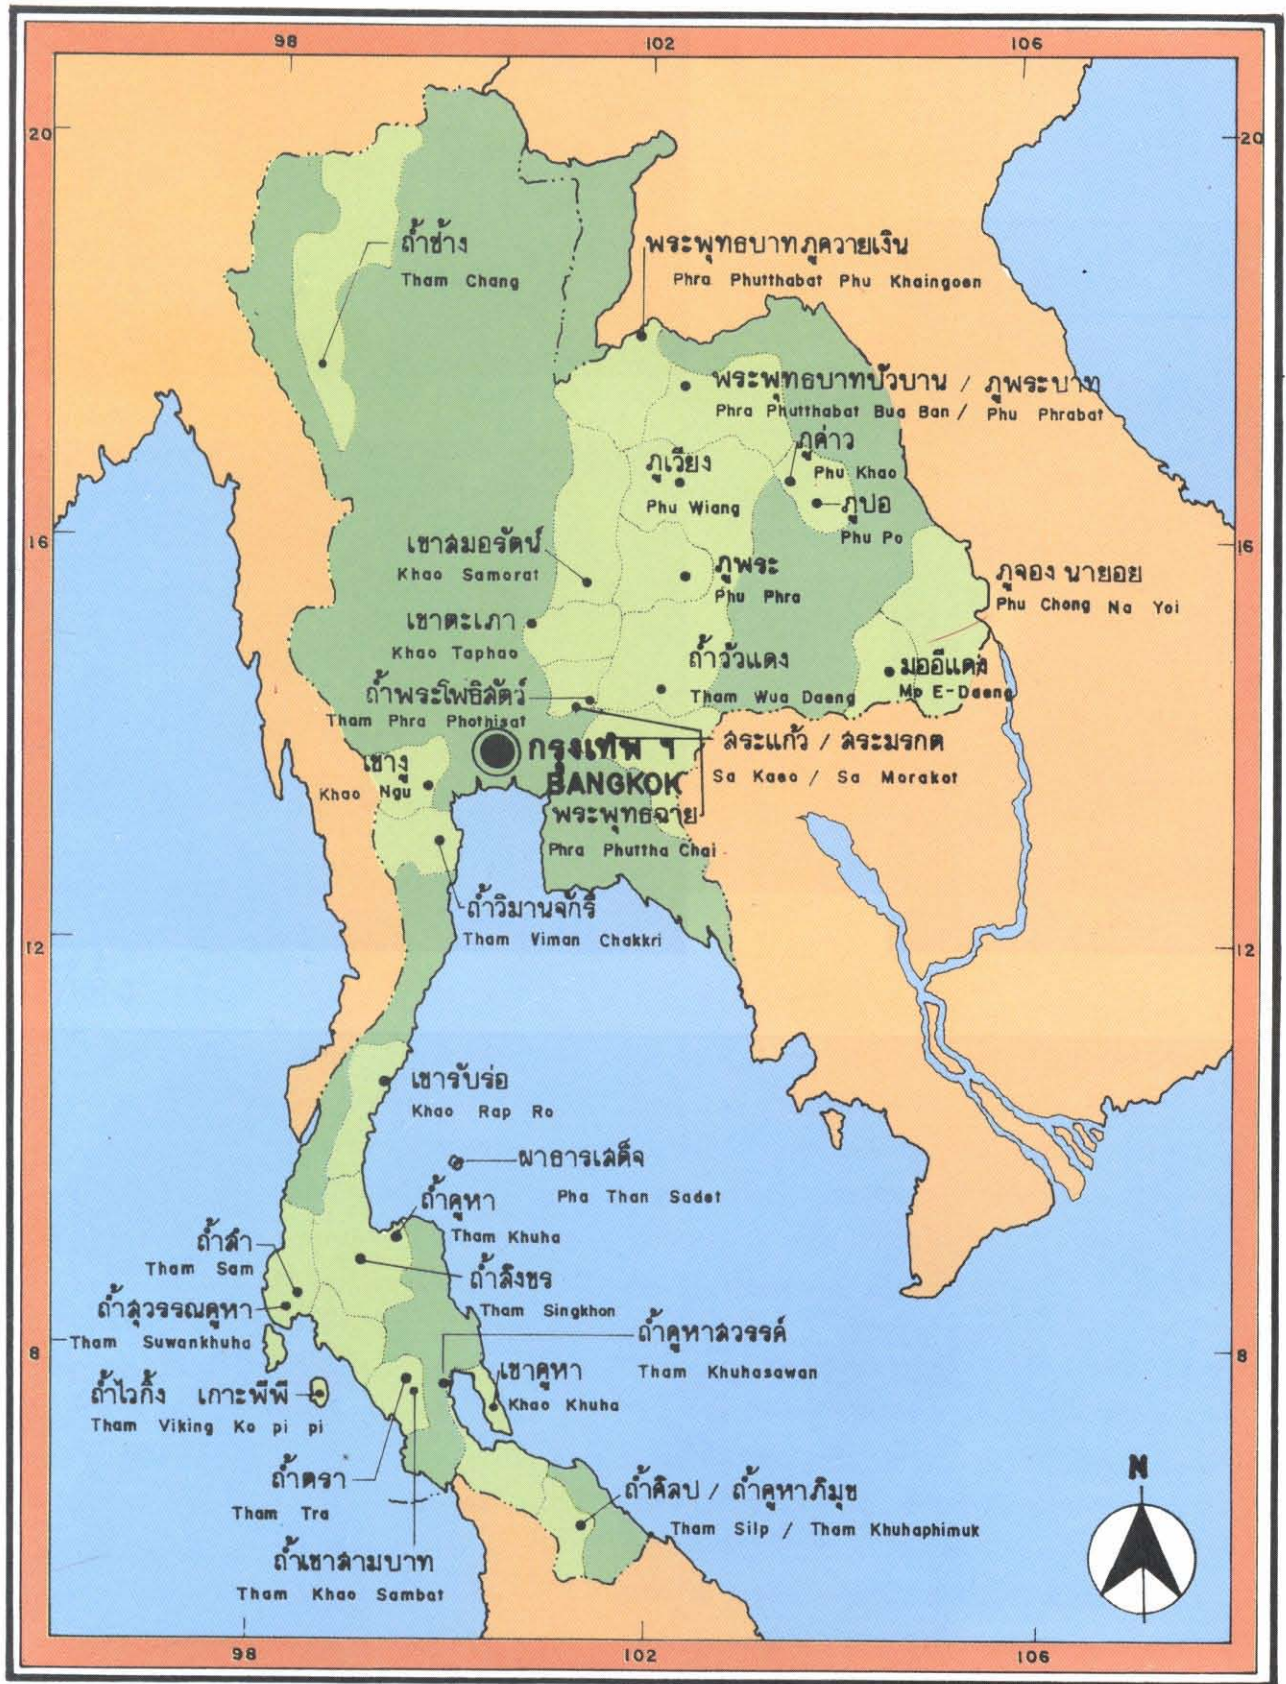 98 102 106
20 20
ถ้ำช้าง
Tham Chang
พระพุทธบาทภูควายเงิน
Phra Phutthabat Phu Khaingoen
พระพุทธบาทบัวบาน / ภูพระบาท
Phra Phutthabat Bua Ban / Phu Phrabat
ภูค่าว
Phu Khao
ภูเวียง
Phu Wiang
ภูปอ
Phu Po
16 16
เขาสมอรัตน์
Khao Samorat
ภูพระ
Phu Phra
ภูจอง นายอย
Phu Chong Na Yoi
เขาตะเภา
Khao Taphao
ถ้ำวัวแดง
Tham Wua Daeng
มออีแดง
Mo E-Daeng
ถ้ำพระโพธิสัตว์
Tham Phra Phothisat
สระแก้ว / สระมรกต
Sa Kaeo / Sa Morakot
กรุงเทพ ฯ
BANGKOK
เขางู
Khao Ngu
พระพุทธฉาย
Phra Phuttha Chai
ถ้ำวิมานจักรี
Tham Viman Chakkri
12 12
เขารับร่อ
Khao Rap Ro
ผาธารเสด็จ
Pha Than Sadet
ถ้ำคูหา
Tham Khuha
ถ้ำลำ
Tham Sam
ถ้ำสิงขร
Tham Singkhon
ถ้ำสุวรรณคูหา
Tham Suwankhuha
ถ้ำคูหาสวรรค์
Tham Khuhasawan
8 8
เขาคูหา
Khao Khuha
ถ้ำไวกิ้ง เกาะพีพี
Tham Viking Ko pi pi
ถ้ำตรา
Tham Tra
ถ้ำศิลป / ถ้ำคูหาภิมุข
Tham Silp / Tham Khuhaphimuk
ถ้ำเขาสามบาท
Tham Khao Sambat
N
98 102 106